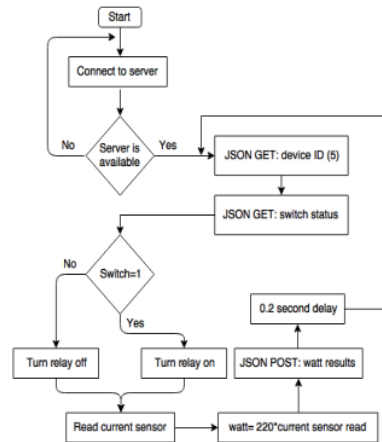 Start
Connect to server
Server is
available
No
Yes
JSON GET: device ID (5)
JSON GET: switch status
Switch=1
No
Yes
Turn relay off
Turn relay on
Read current sensor
watt= 220*current sensor read
JSON POST: watt results
0.2 second delay